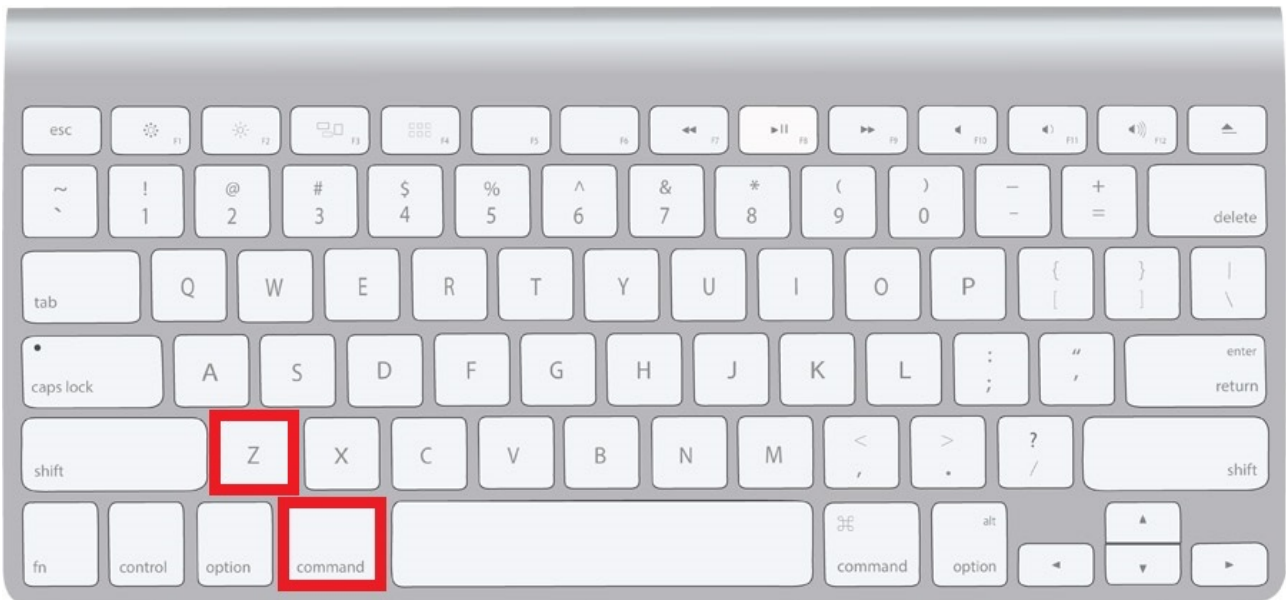 esc F1 F2 F3 F4 F5 F6 F7 F8 F9 F10 F11 F12
~ ! @ # $ % ^ & * ( ) — +
` 1 2 3 4 5 6 7 8 9 0 - = delete
tab Q W E R T Y U I O P { [ } ] | \
caps lock A S D F G H J K L : ; “ ‘ enter return
shift Z X C V B N M < , > . ? / shift
fn control option command ⌘ command alt option